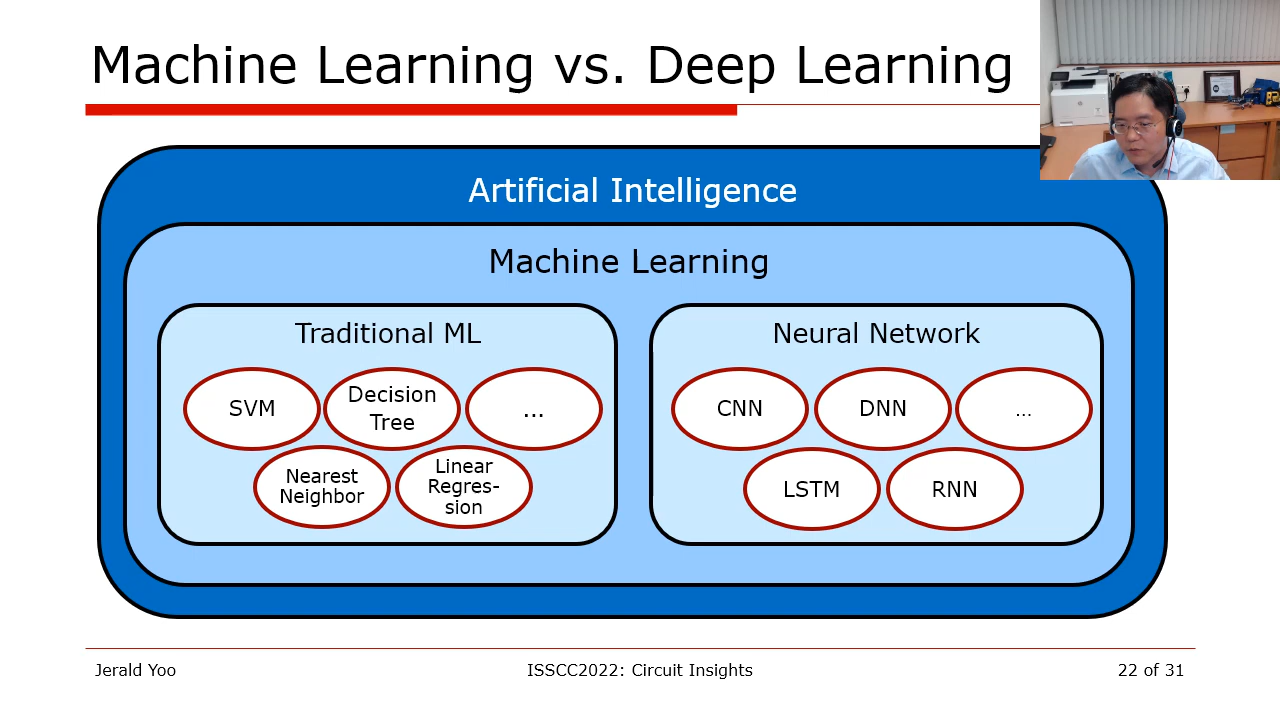 Machine Learning vs. Deep Learning
Artificial Intelligence
Machine Learning
Traditional ML
SVM
Decision
Tree
...
Nearest
Neighbor
Linear
Regres-
sion
Neural Network
CNN
DNN
...
LSTM
RNN
Jerald Yoo
ISSCC2022: Circuit Insights
22 of 31